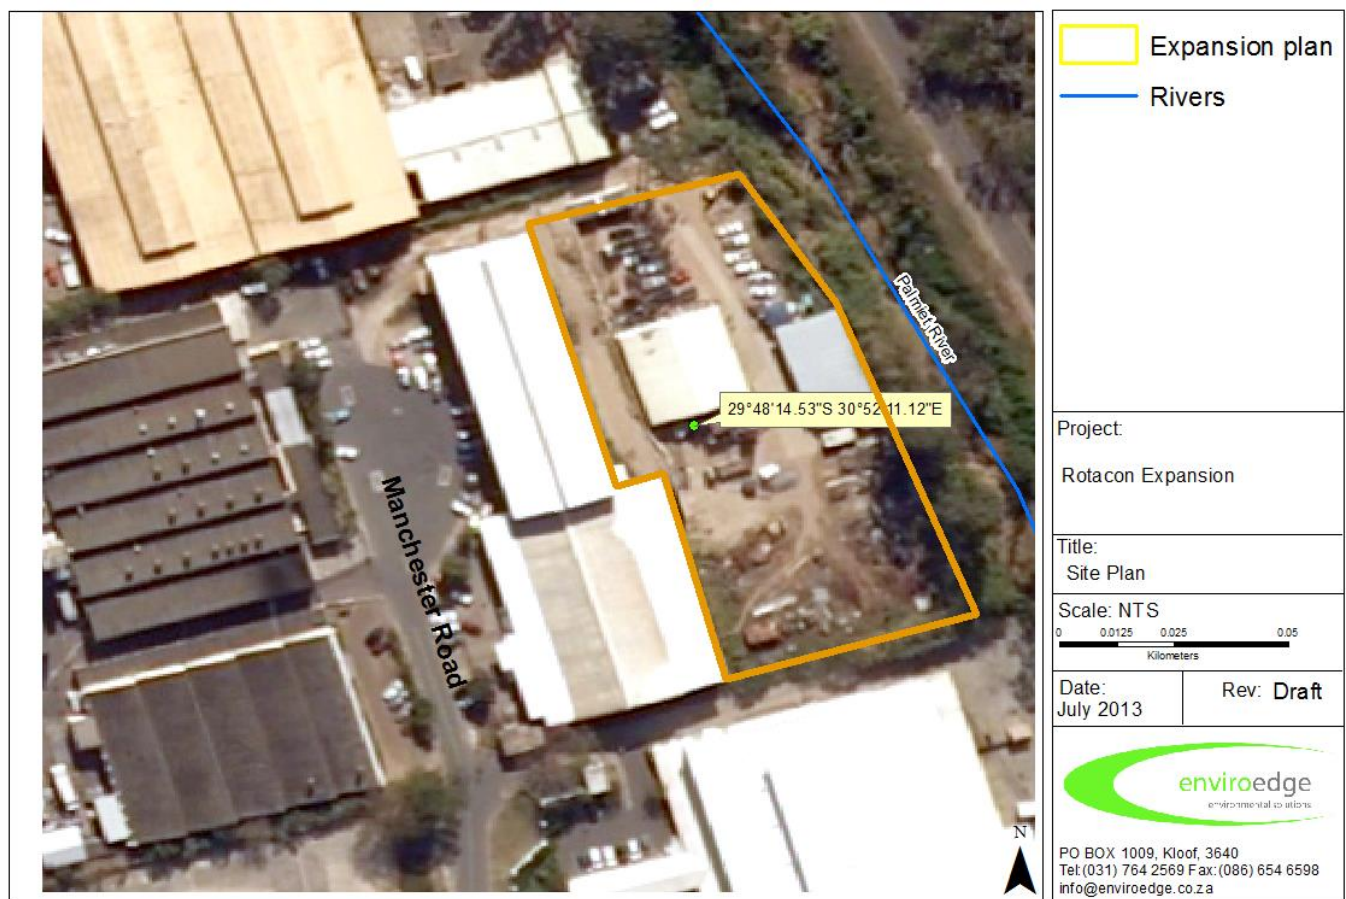 Expansion plan
Rivers
Palmiet River
29°48'14.53"S 30°52'11.12"E
Manchester Road
Project:
Rotacon Expansion
Title:
Site Plan
Scale: NTS
0 0.0125 0.025 0.05
Kilometers
Date:
July 2013
Rev: Draft
enviroedge
environmental solutions
N
PO BOX 1009, Kloof, 3640
Tel:(031) 764 2569 Fax:(086) 654 6598
info@enviroedge.co.za